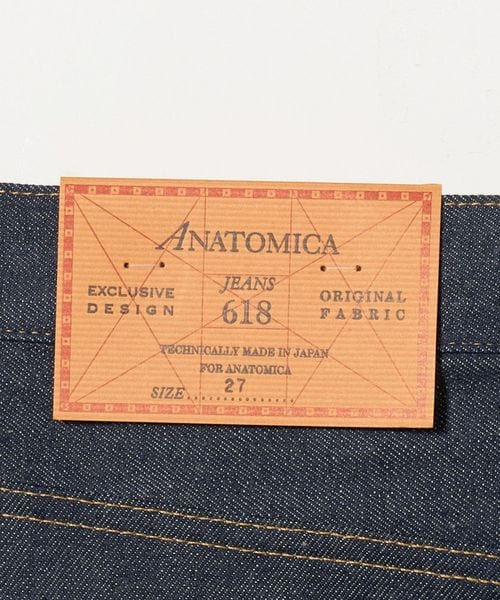 ANATOMICA
JEANS
618
EXCLUSIVE
DESIGN
ORIGINAL
FABRIC
TECHNICALLY MADE IN JAPAN
FOR ANATOMICA
SIZE 27